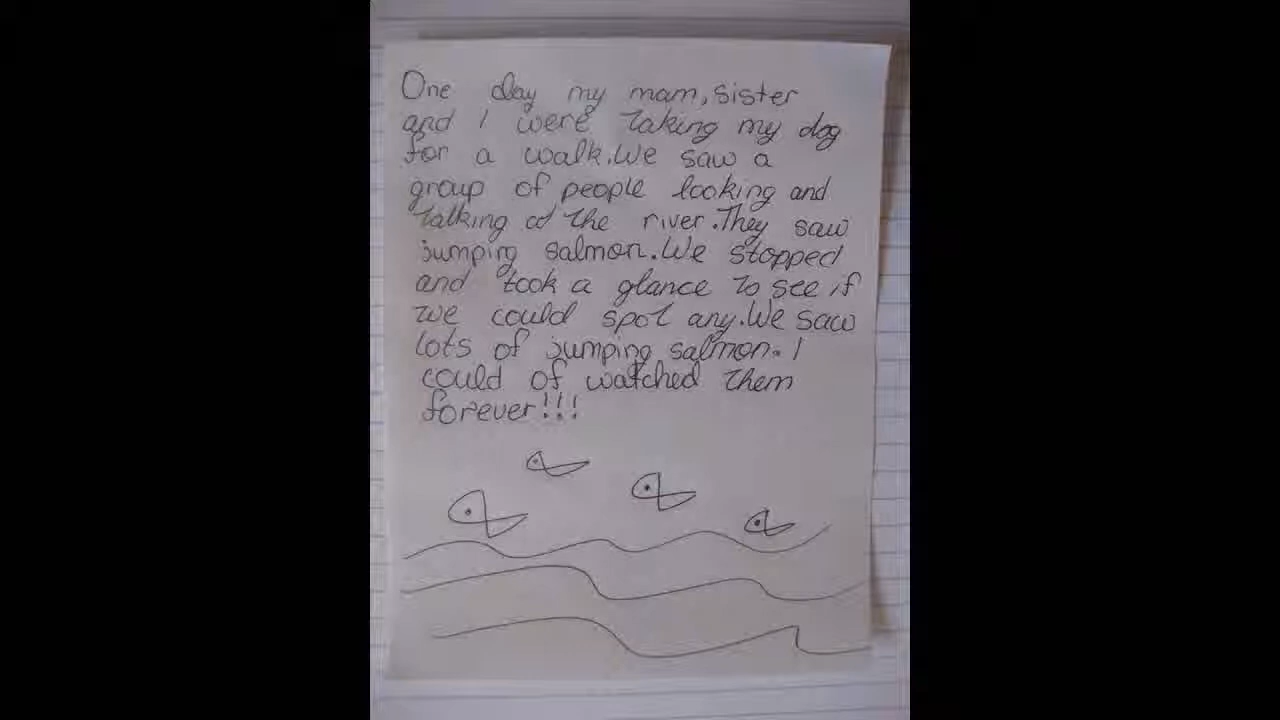 One day my mam, sister
and I were taking my dog
for a walk. We saw a
group of people looking and
talking at the river. They saw
jumping salmon. We stopped
and took a glance to see if
we could spot any. We saw
lots of jumping salmon. I
could of watched them
forever!!!